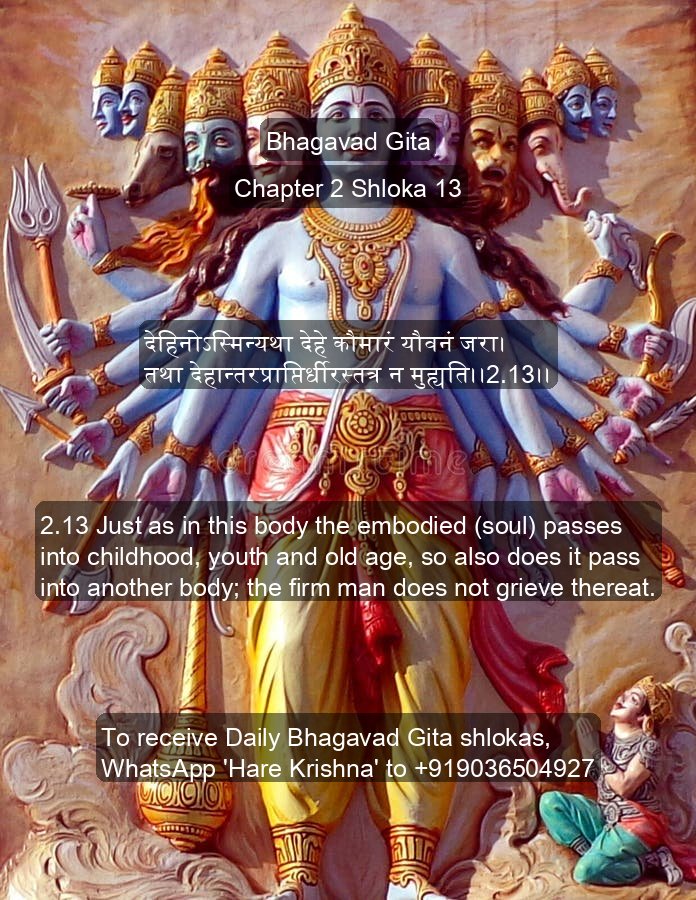 Bhagavad Gita
Chapter 2 Shloka 13
देहिनोऽस्मिन्यथा देहे कौमारं यौवनं जरा।
तथा देहान्तरप्राप्तिर्धीरस्तत्र न मुह्यति।।2.13।।
dreamstime
2.13 Just as in this body the embodied (soul) passes
into childhood, youth and old age, so also does it pass
into another body; the firm man does not grieve thereat.
To receive Daily Bhagavad Gita shlokas,
WhatsApp 'Hare Krishna' to +919036504927